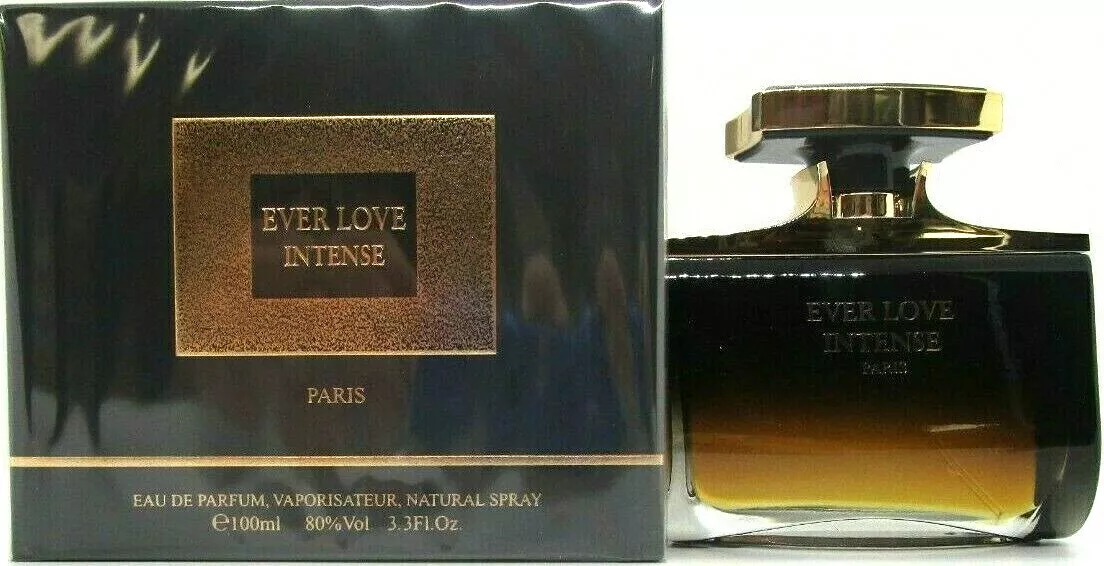 EVER LOVE
INTENSE
PARIS
EAU DE PARFUM, VAPORISATEUR, NATURAL SPRAY
℮100ml 80%Vol 3.3Fl.Oz.
EVER LOVE
INTENSE
PARIS